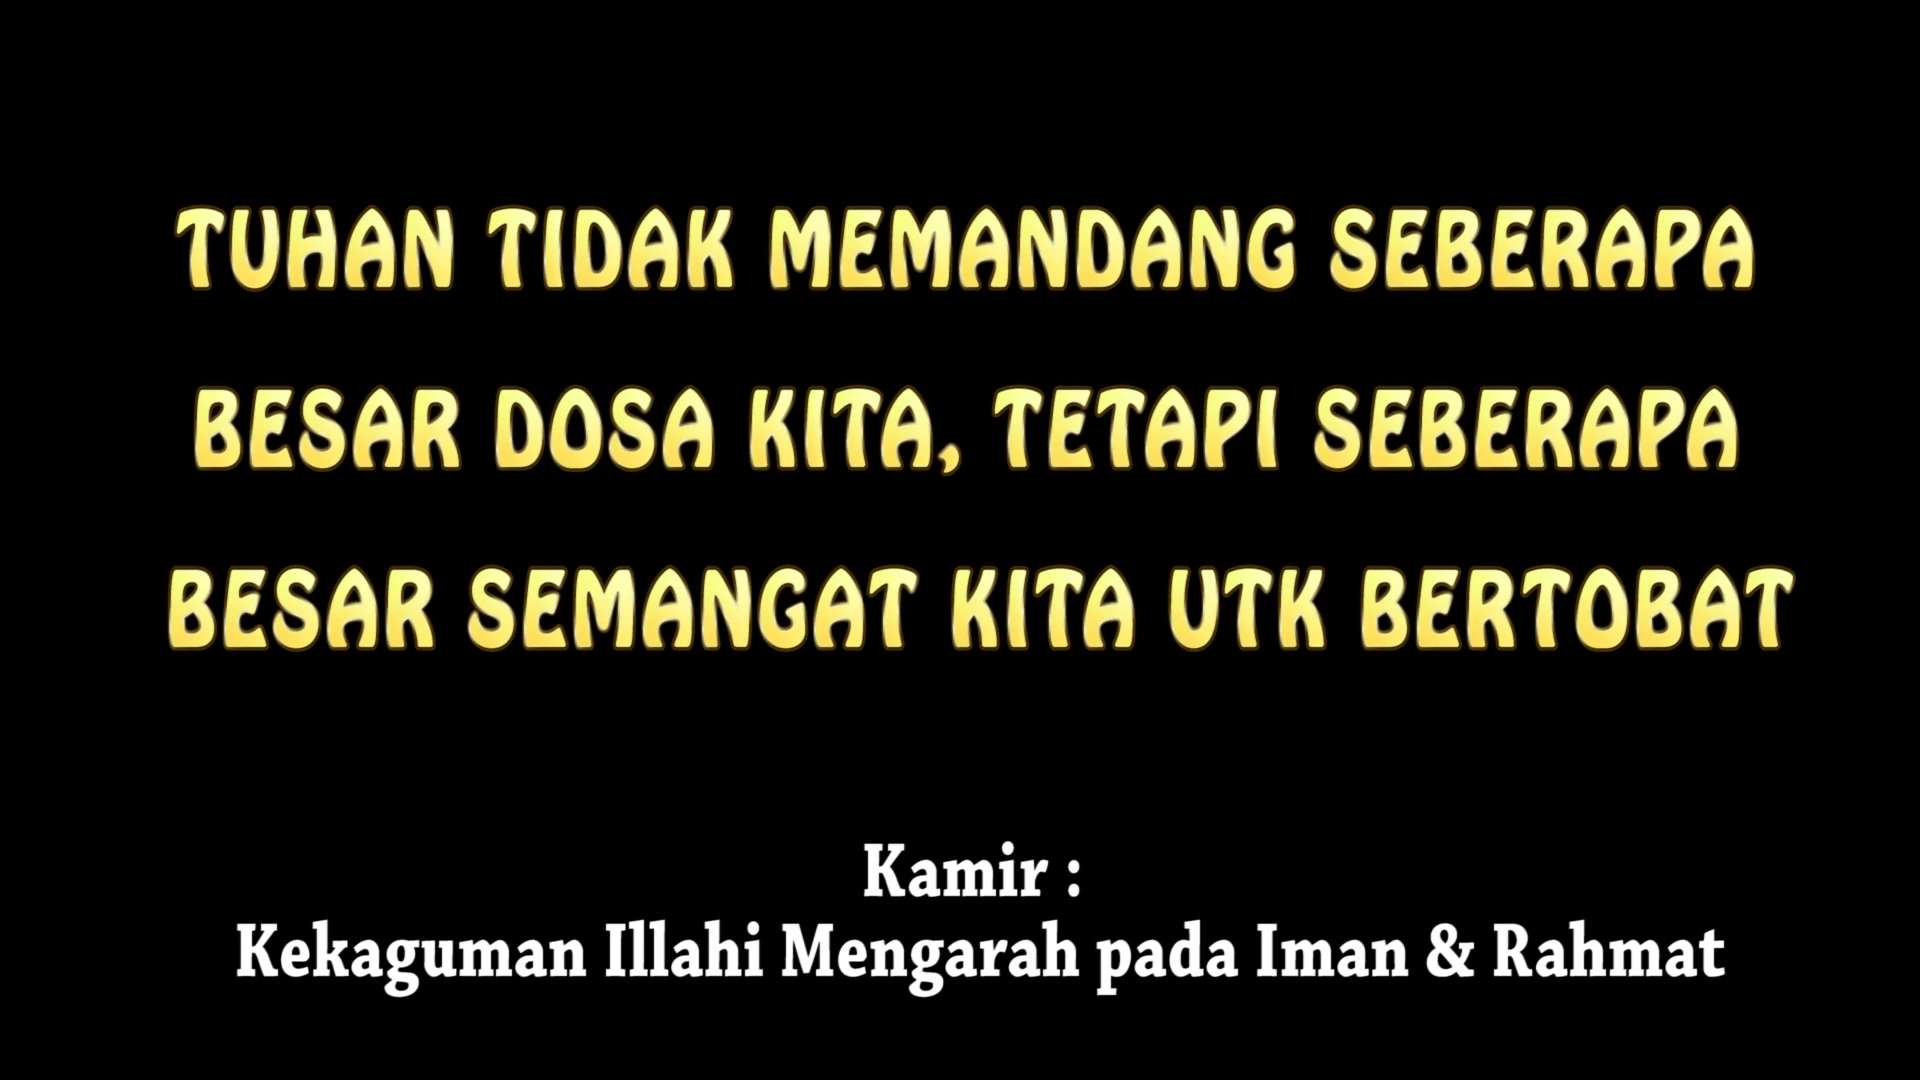 TUHAN TIDAK MEMANDANG SEBERAPA
BESAR DOSA KITA, TETAPI SEBERAPA
BESAR SEMANGAT KITA UTK BERTOBAT
Kamir :
Kekaguman Illahi Mengarah pada Iman & Rahmat